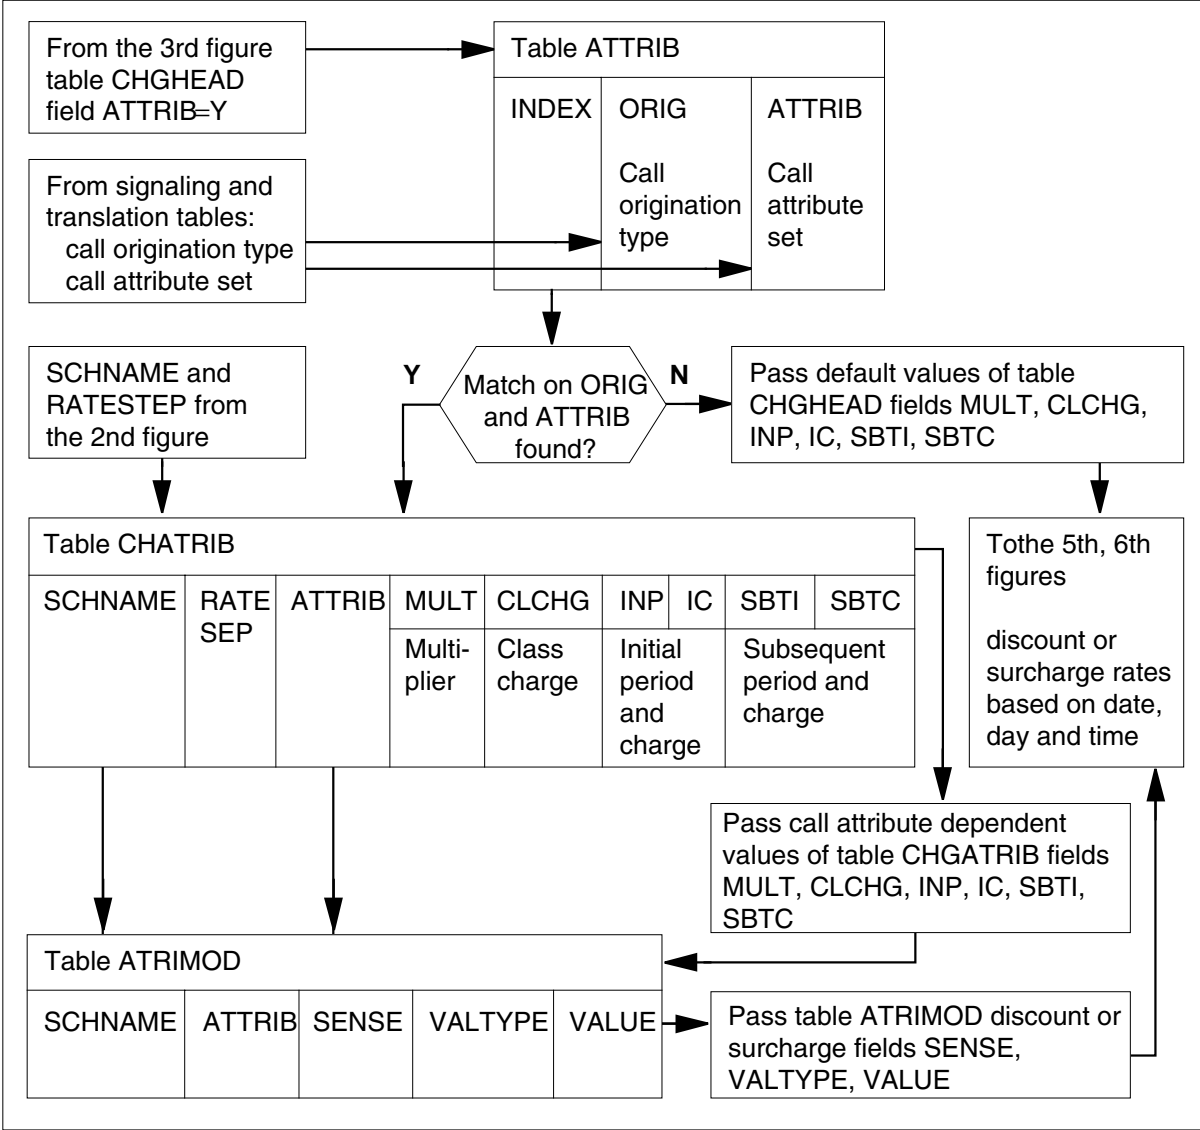 From the 3rd figure
table CHGHEAD
field ATTRIB=Y
Table ATTRIB
INDEX
ORIG
ATTRIB
Call
origination
type
Call
attribute
set
From signaling and
translation tables:
call origination type
call attribute set
SCHNAME and
RATESTEP from
the 2nd figure
Y
Match on ORIG
and ATTRIB
found?
N
Pass default values of table
CHGHEAD fields MULT, CLCHG,
INP, IC, SBTI, SBTC
Table CHATRIB
SCHNAME
RATE
SEP
ATTRIB
MULT
CLCHG
INP
IC
SBTI
SBTC
Multi-
plier
Class
charge
Initial
period
and
charge
Subsequent
period and
charge
Tothe 5th, 6th
figures
discount or
surcharge rates
based on date,
day and time
Pass call attribute dependent
values of table CHGATRIB fields
MULT, CLCHG, INP, IC, SBTI,
SBTC
Table ATRIMOD
SCHNAME
ATTRIB
SENSE
VALTYPE
VALUE
Pass table ATRIMOD discount or
surcharge fields SENSE,
VALTYPE, VALUE